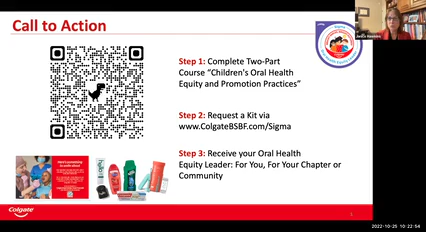 Call to Action
Step 1: Complete Two-Part
Course “Children's Oral Health
Equity and Promotion Practices”
Step 2: Request a Kit via
www.ColgateBSBF.com/Sigma
Step 3: Receive your Oral Health
Equity Leader: For You, For Your Chapter or
Community
Colgate
2022-10-25 10:22:54